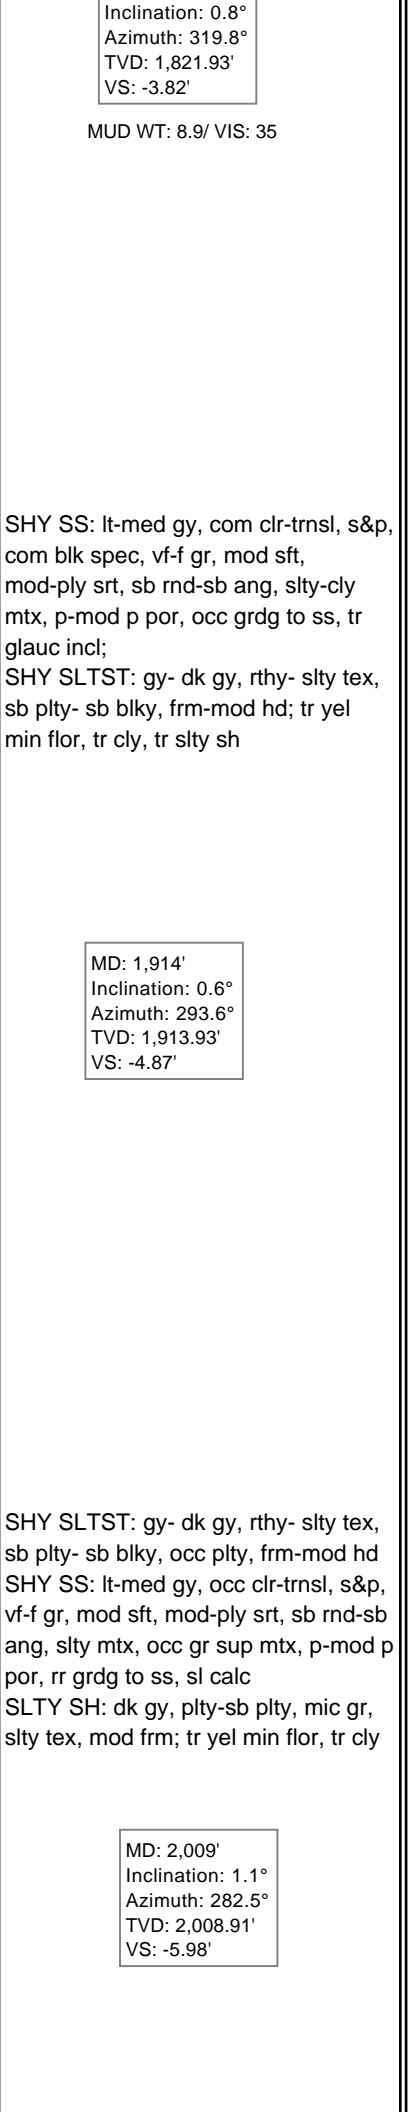 Inclination: 0.8°
Azimuth: 319.8°
TVD: 1,821.93'
VS: -3.82'
MUD WT: 8.9/ VIS: 35
SHY SS: lt-med gy, com clr-trnsl, s&p,
com blk spec, vf-f gr, mod sft,
mod-ply srt, sb rnd-sb ang, slty-cly
mtx, p-mod p por, occ grdg to ss, tr
glauc incl;
SHY SLTST: gy- dk gy, rthy- slty tex,
sb plty- sb blky, frm-mod hd; tr yel
min flor, tr cly, tr slty sh
MD: 1,914'
Inclination: 0.6°
Azimuth: 293.6°
TVD: 1,913.93'
VS: -4.87'
SHY SLTST: gy- dk gy, rthy- slty tex,
sb plty- sb blky, occ plty, frm-mod hd
SHY SS: lt-med gy, occ clr-trnsl, s&p,
vf-f gr, mod sft, mod-ply srt, sb rnd-sb
ang, slty mtx, occ gr sup mtx, p-mod p
por, rr grdg to ss, sl calc
SLTY SH: dk gy, plty-sb plty, mic gr,
slty tex, mod frm; tr yel min flor, tr cly
MD: 2,009'
Inclination: 1.1°
Azimuth: 282.5°
TVD: 2,008.91'
VS: -5.98'